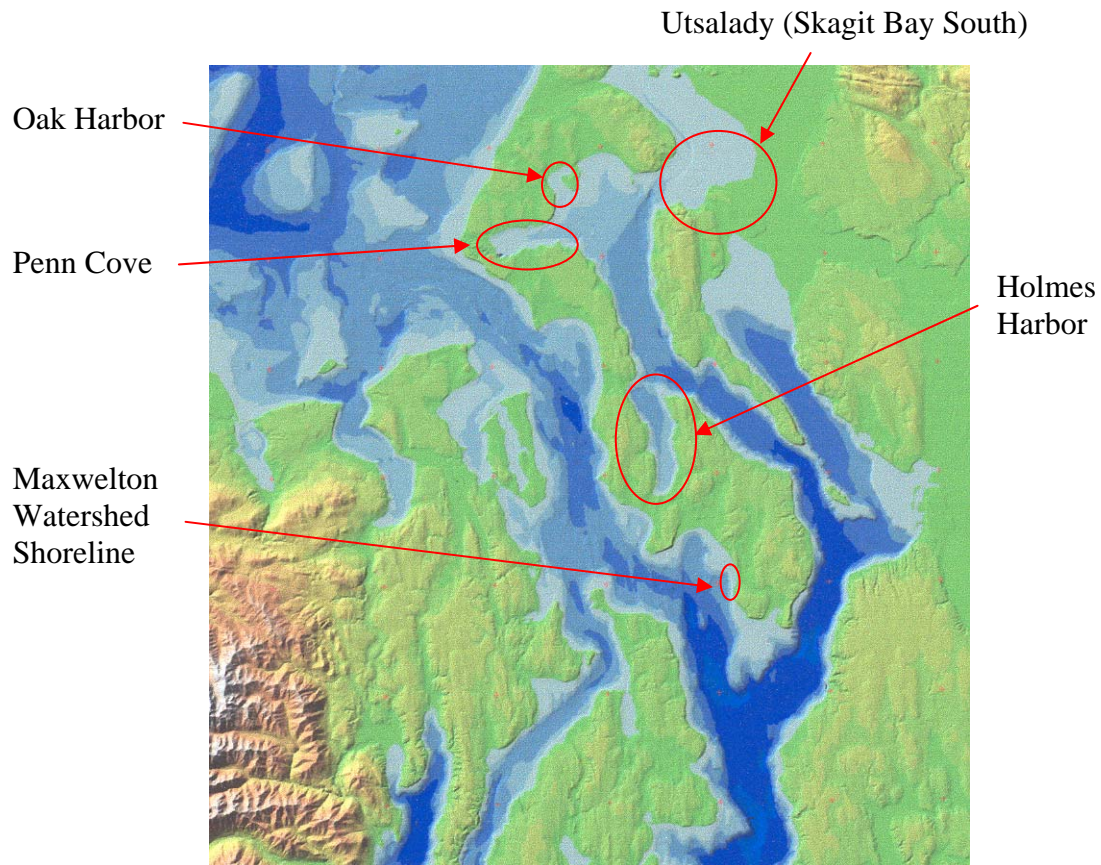 Utsalady (Skagit Bay South)
Oak Harbor
Penn Cove
Holmes
Harbor
Maxwelton
Watershed
Shoreline